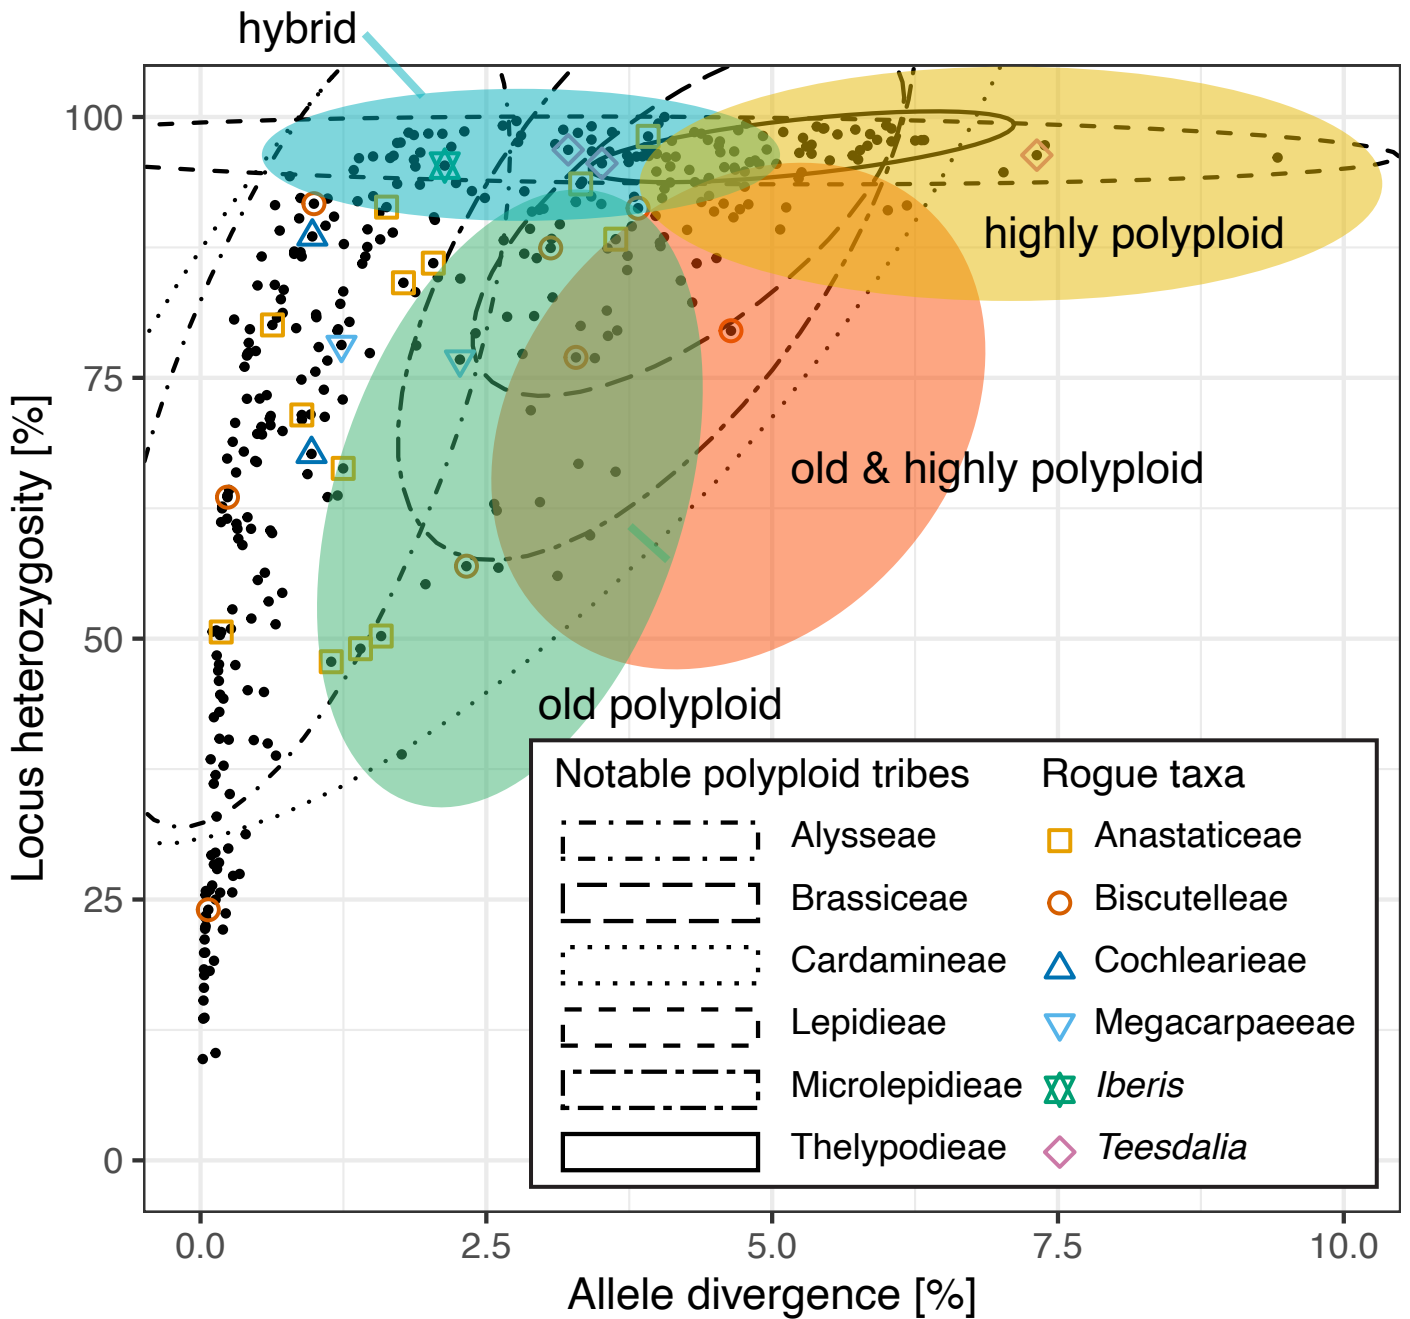 hybrid
100
highly polyploid
75
old & highly polyploid
50
old polyploid
25
0
Locus heterozygosity [%]
Notable polyploid tribes
Alysseae
Brassiceae
Cardamineae
Lepidieae
Microlepidieae
Thelypodieae
Rogue taxa
Anastaticeae
Biscutelleae
Cochlearieae
Megacarpaeeae
Iberis
Teesdalia
0.0 2.5 5.0 7.5 10.0
Allele divergence [%]